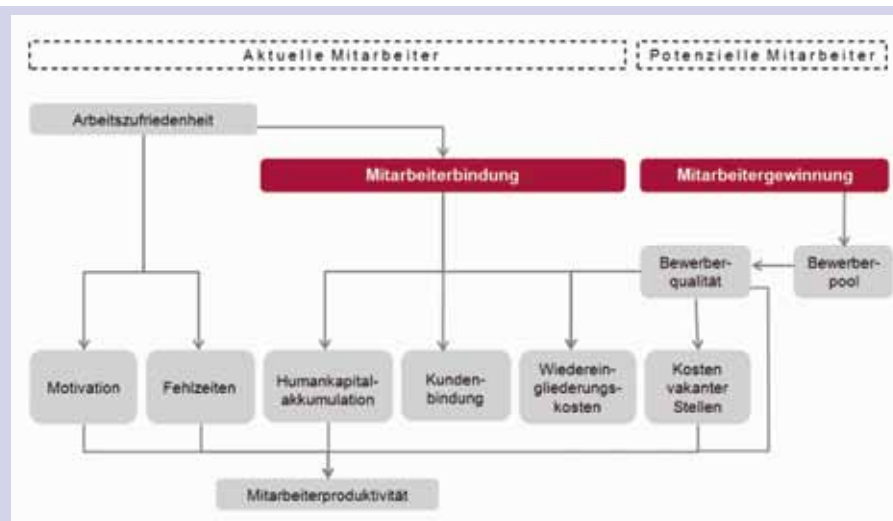 Aktuelle Mitarbeiter
Potenzielle Mitarbeiter
Arbeitszufriedenheit
Mitarbeiterbindung
Mitarbeitergewinnung
Bewerber-
qualität
Bewerber-
pool
Motivation
Fehlzeiten
Humankapital-
akkumulation
Kunden-
bindung
Wiederein-
gliederungs-
kosten
Kosten
vakanter
Stellen
Mitarbeiterproduktivität